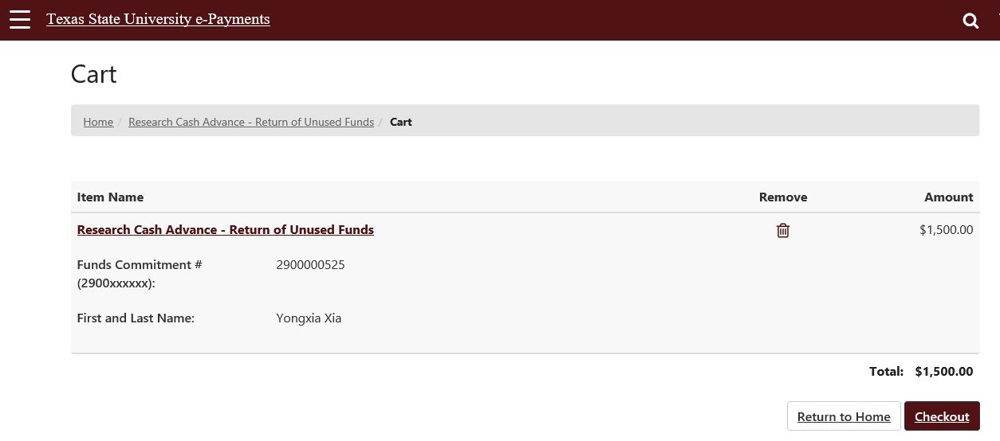 Texas State University e-Payments
Cart
Home / Research Cash Advance - Return of Unused Funds / Cart
Item Name Remove Amount
Research Cash Advance - Return of Unused Funds $1,500.00
Funds Commitment # 2900000525
(2900xxxxxx):
First and Last Name: Yongxia Xia
Total: $1,500.00
Return to Home Checkout